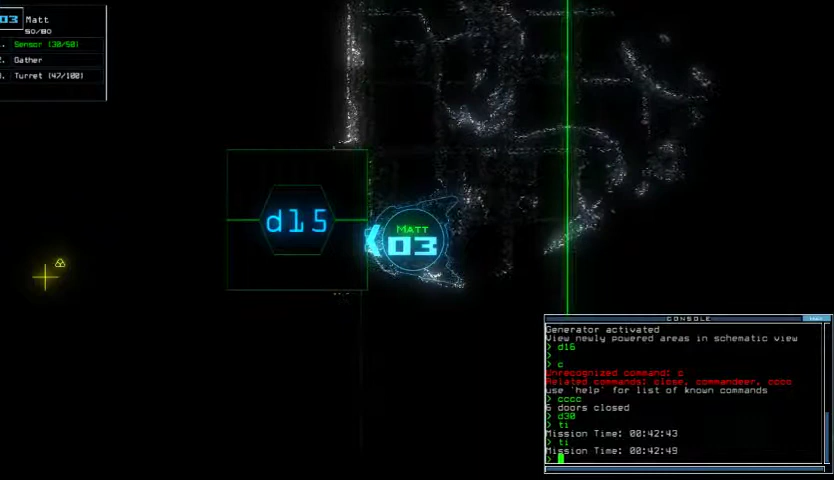 03 Matt
50/80
Sensor (30/50)
Gather
Turret (47/100)
d15
MATT
03
CONSOLE
Generator activated
View newly powered areas in schematic view
> d16
>
> c
Unrecognized command: c
Related commands: close, commandeer, cccc
use 'help' for list of known commands
> cccc
6 doors closed
> d30
> ti
Mission Time: 00:42:43
> ti
Mission Time: 00:42:49
>